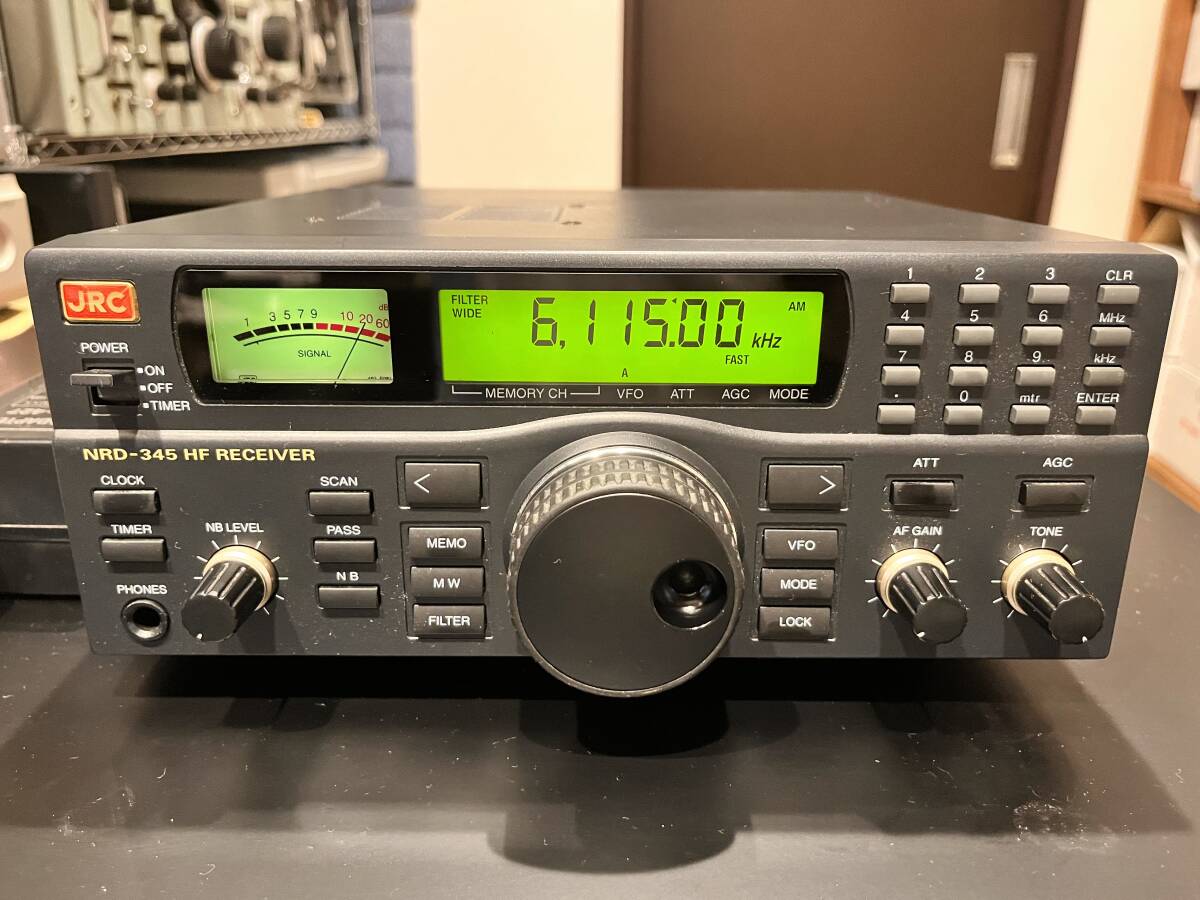 JRC
POWER
ON
OFF
TIMER
1 3 5 7 9 10 20 60 dB
SIGNAL
FILTER
WIDE
6,115.00 kHz
AM
FAST
A
MEMORY CH VFO ATT AGC MODE
1 2 3 CLR
4 5 6 MHz
7 8 9 kHz
· 0 mtr ENTER
NRD-345 HF RECEIVER
CLOCK
TIMER
PHONES
NB LEVEL
SCAN
PASS
N B
<
MEMO
M W
FILTER
>
VFO
MODE
LOCK
ATT
AGC
AF GAIN
TONE